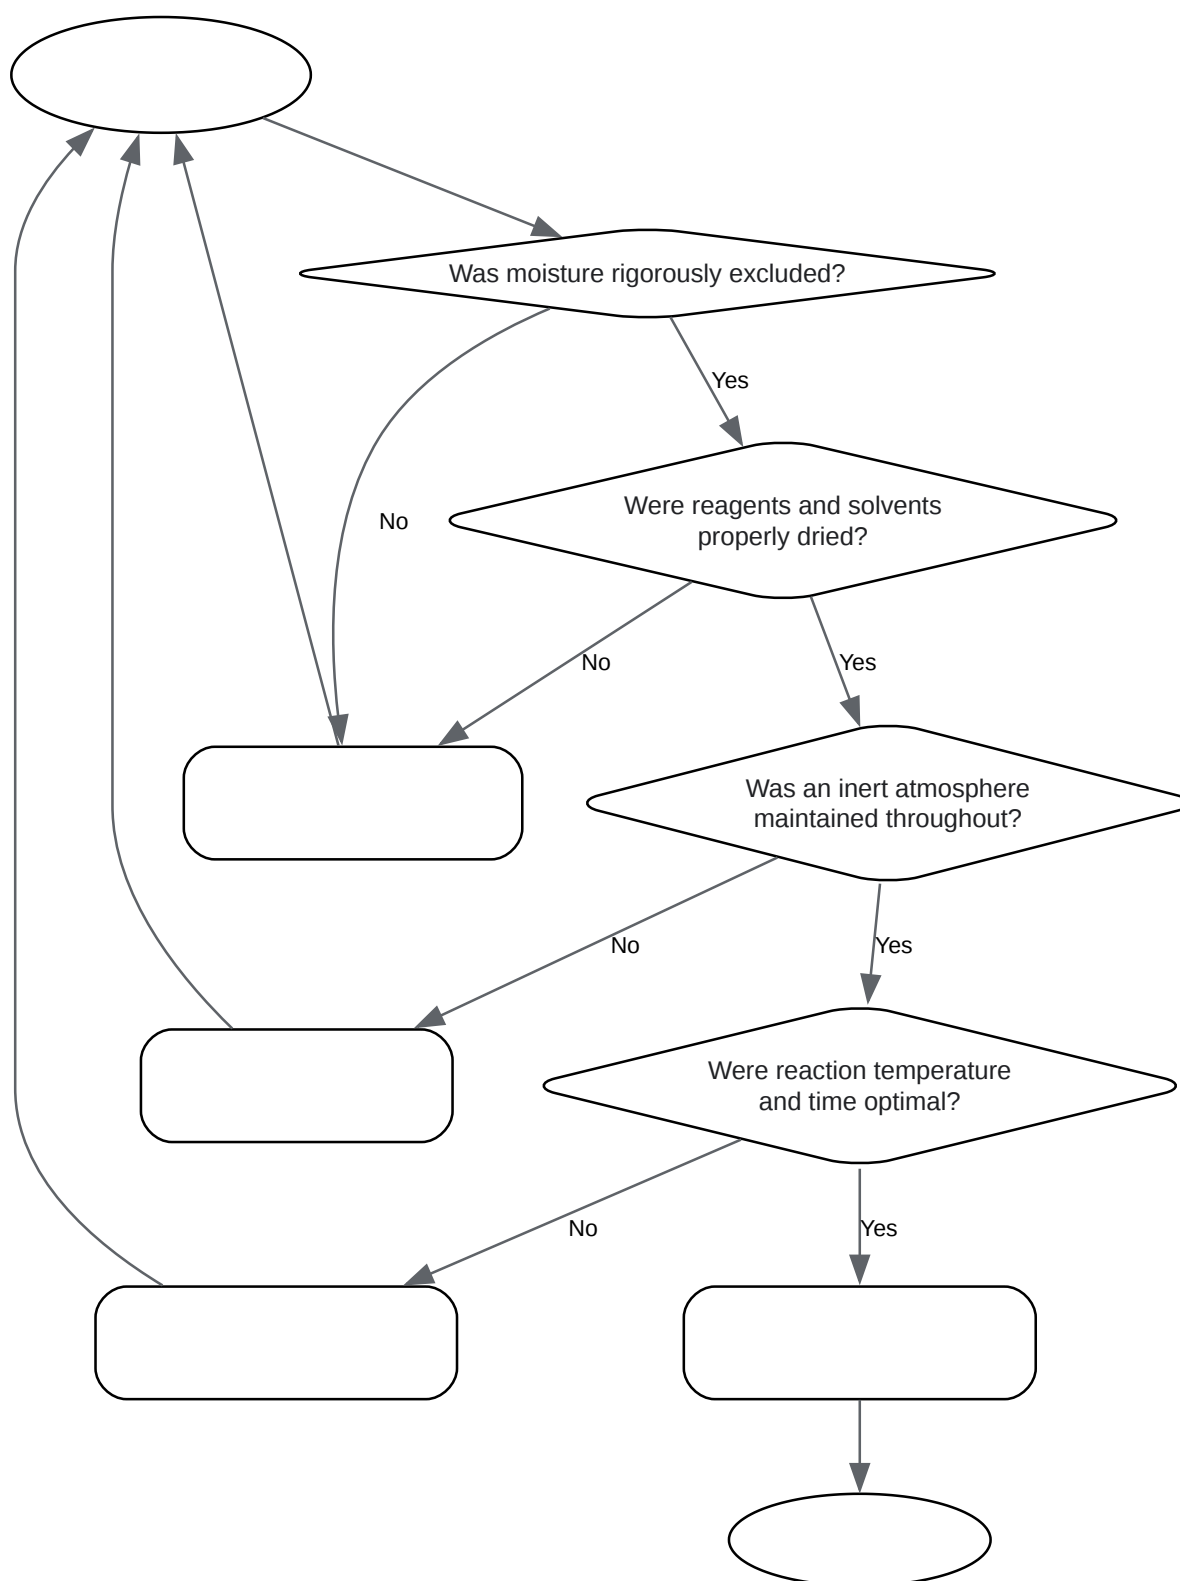 Was moisture rigorously excluded?
Yes
Were reagents and solvents
properly dried?
No
No
Yes
Was an inert atmosphere
maintained throughout?
No
Yes
Were reaction temperature
and time optimal?
No
Yes